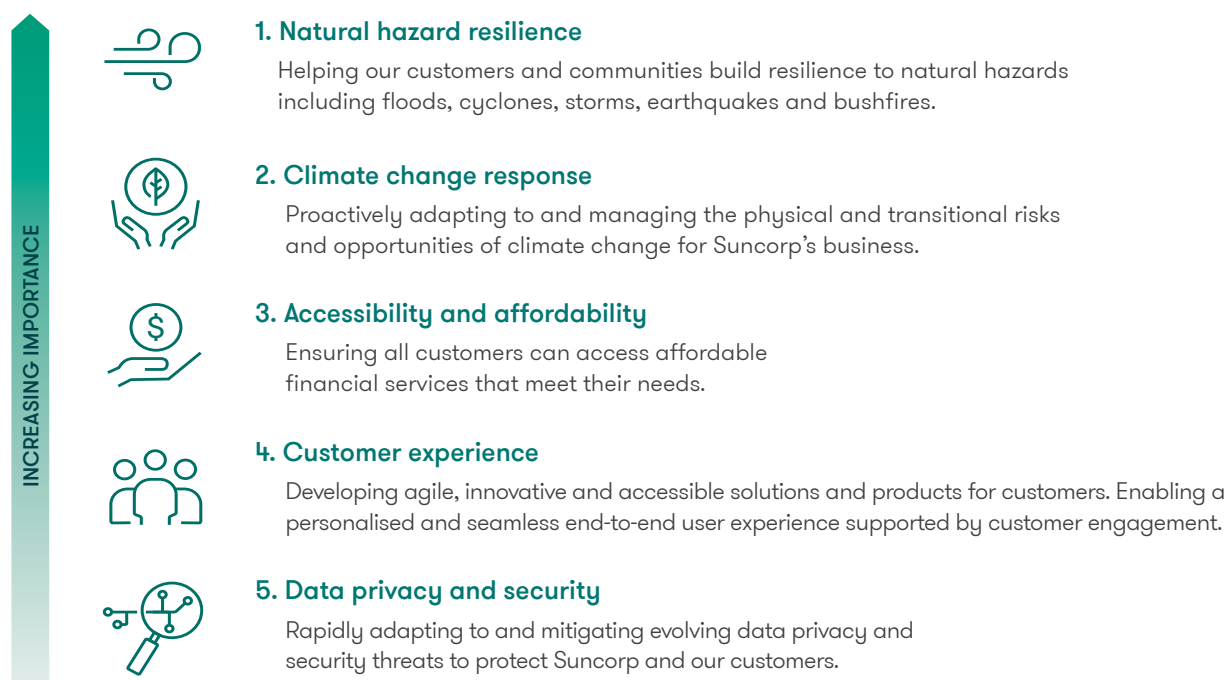 INCREASING IMPORTANCE
1. Natural hazard resilience
Helping our customers and communities build resilience to natural hazards
including floods, cyclones, storms, earthquakes and bushfires.
2. Climate change response
Proactively adapting to and managing the physical and transitional risks
and opportunities of climate change for Suncorp’s business.
$
3. Accessibility and affordability
Ensuring all customers can access affordable
financial services that meet their needs.
4. Customer experience
Developing agile, innovative and accessible solutions and products for customers. Enabling a
personalised and seamless end-to-end user experience supported by customer engagement.
5. Data privacy and security
Rapidly adapting to and mitigating evolving data privacy and
security threats to protect Suncorp and our customers.